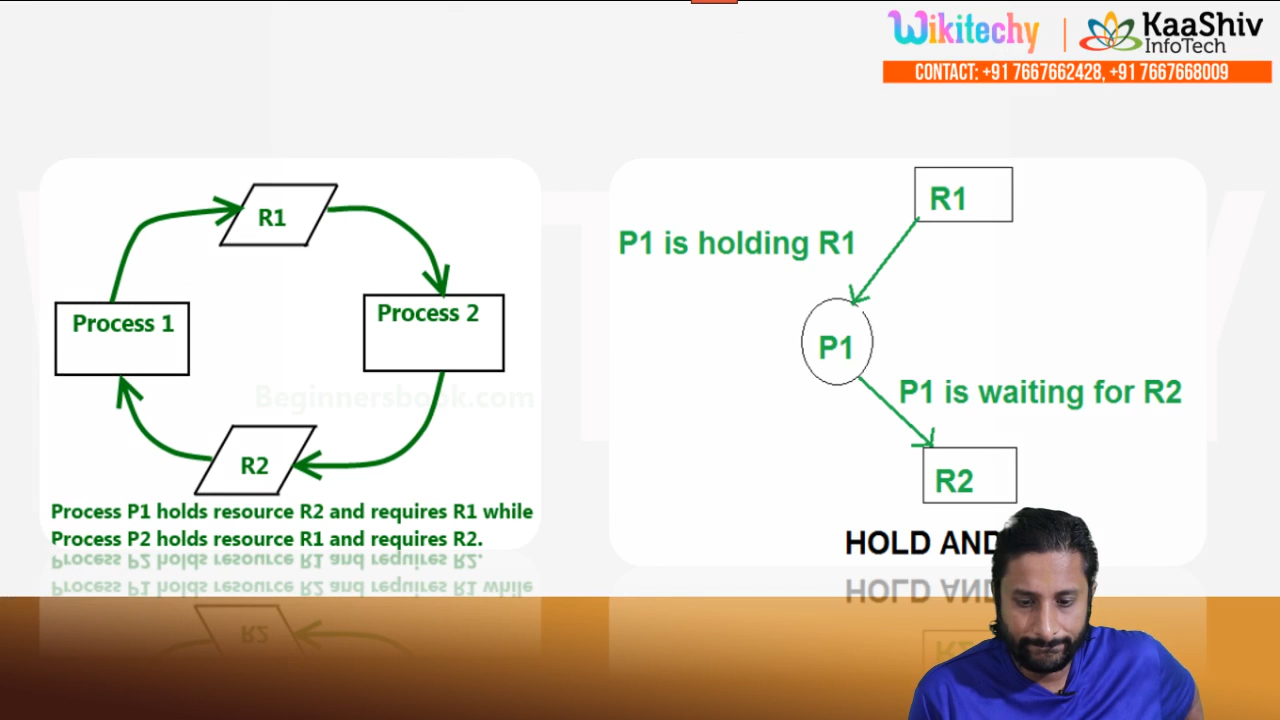 Wikitechy | KaaShiv
InfoTech
CONTACT: +91 7667662428, +91 7667668009
R1
Process 1
Process 2
Beginnersbook.com
R2
Process P1 holds resource R2 and requires R1 while
Process P2 holds resource R1 and requires R2.
R1
P1 is holding R1
P1
P1 is waiting for R2
R2
HOLD AND